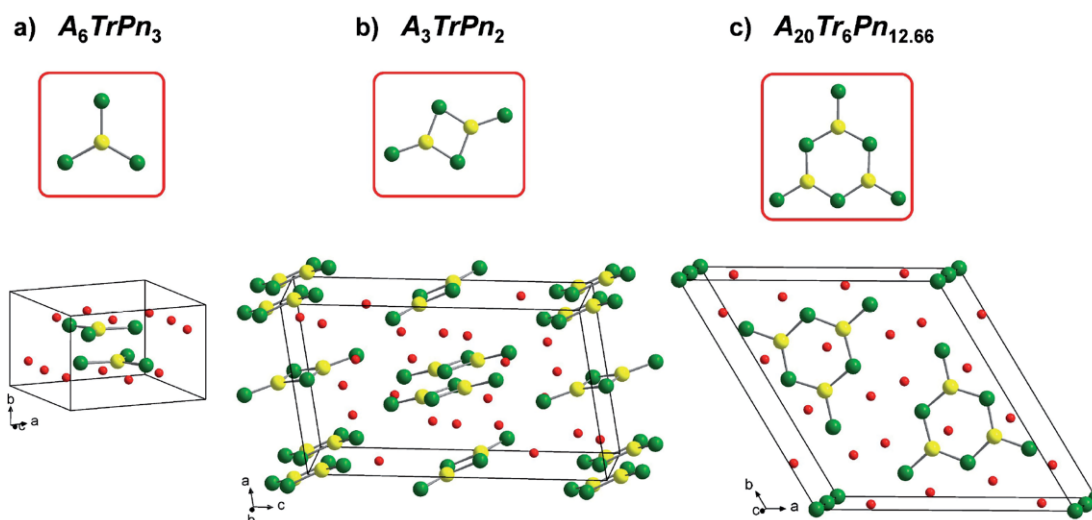 a) A₆TrPn₃
b) A₃TrPn₂
c) A₂₀Tr₆Pn₁₂.₆₆
b
c
a
a
b
c
b
c
a